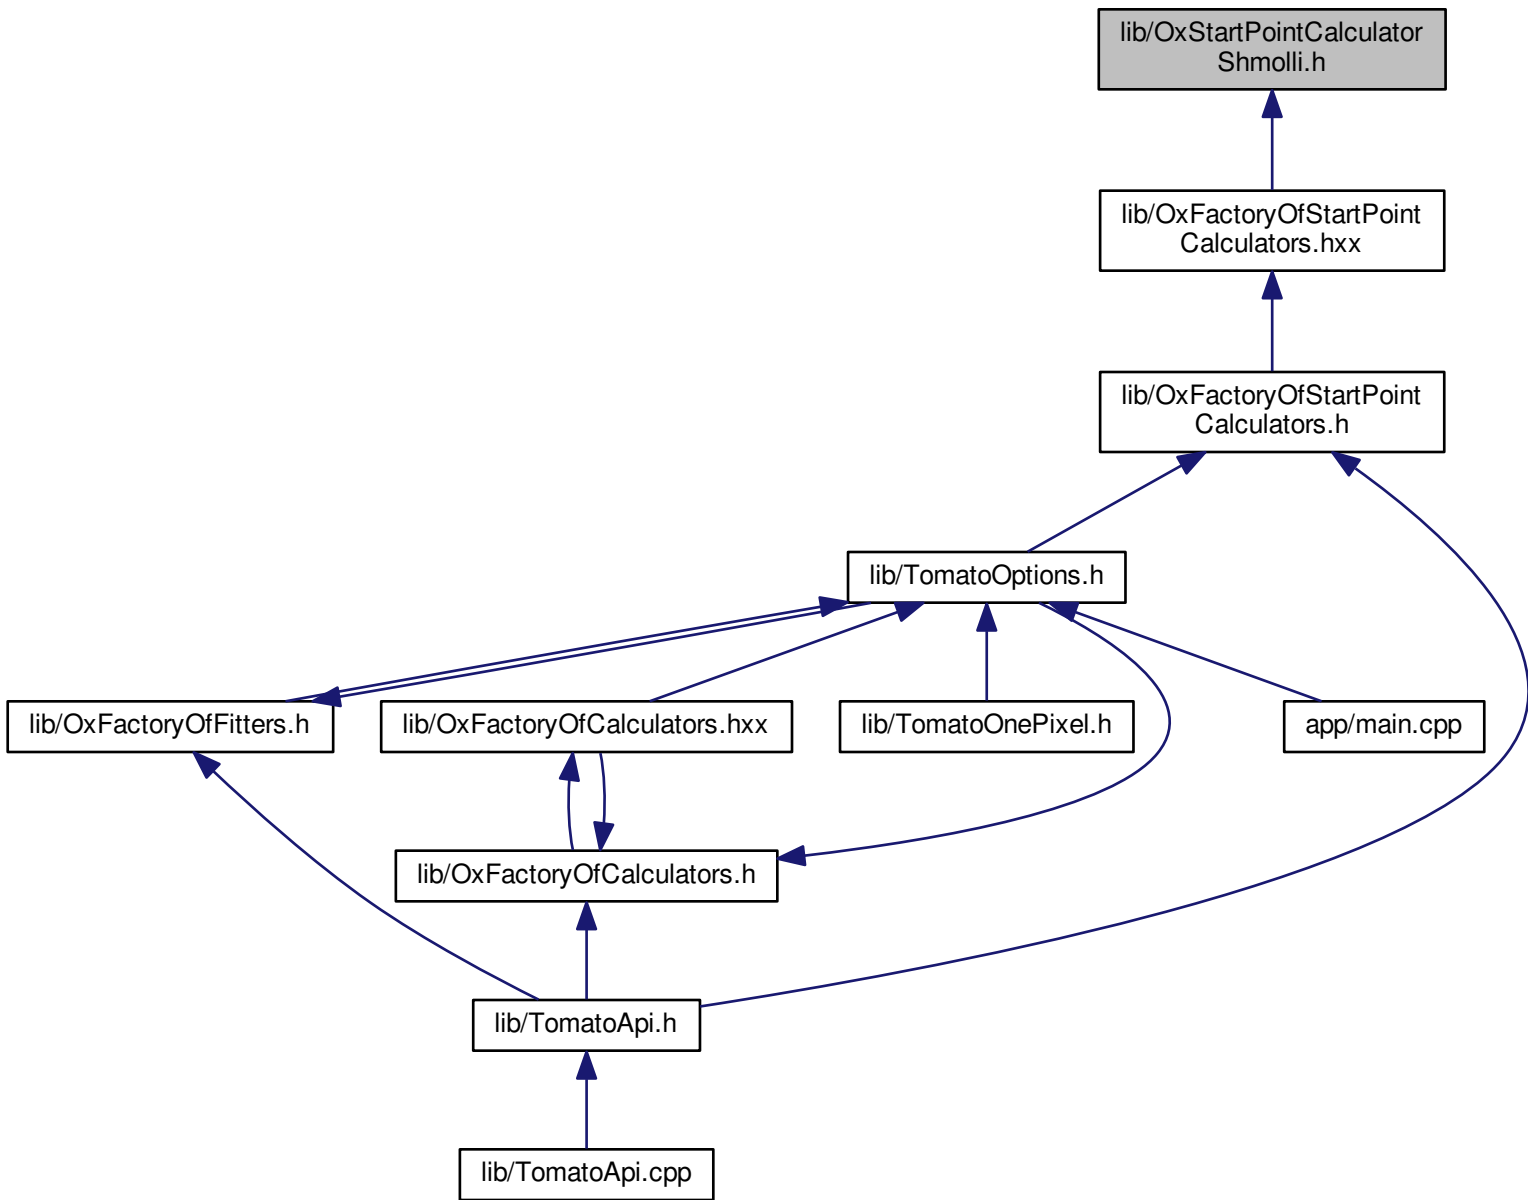 lib/OxStartPointCalculator
Shmolli.h
lib/OxFactoryOfStartPoint
Calculators.hxx
lib/OxFactoryOfStartPoint
Calculators.h
lib/TomatoOptions.h
lib/OxFactoryOfFitters.h
lib/OxFactoryOfCalculators.hxx
lib/TomatoOnePixel.h
app/main.cpp
lib/OxFactoryOfCalculators.h
lib/TomatoApi.h
lib/TomatoApi.cpp